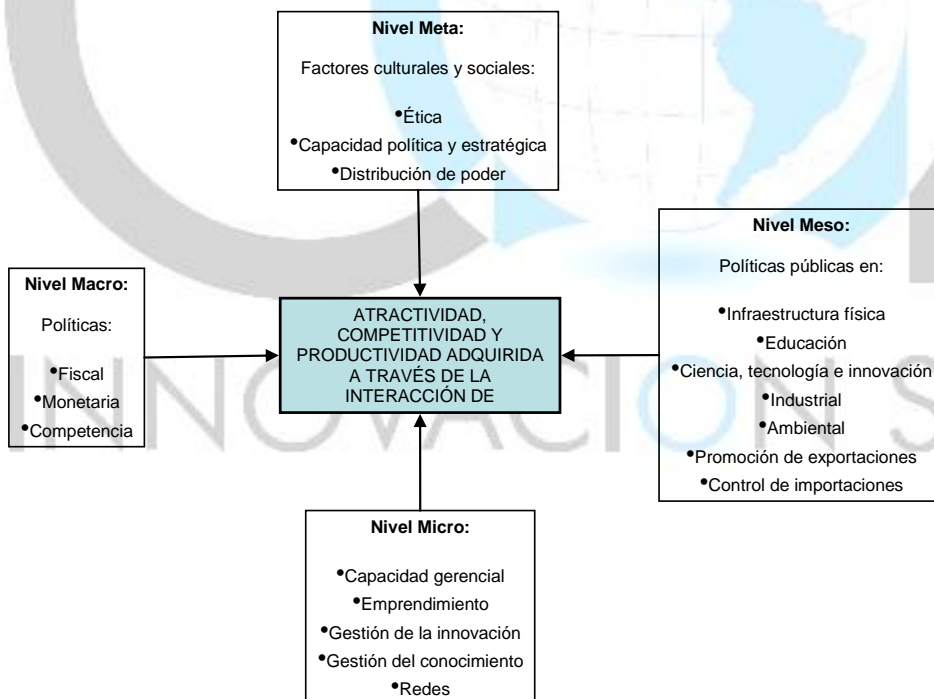 Nivel Meta:
Factores culturales y sociales:
•Ética
•Capacidad política y estratégica
•Distribución de poder
Nivel Macro:
Políticas:
•Fiscal
•Monetaria
•Competencia
ATRACTIVIDAD,
COMPETITIVIDAD Y
PRODUCTIVIDAD ADQUIRIDA
A TRAVÉS DE LA
INTERACCIÓN DE
Nivel Meso:
Políticas públicas en:
•Infraestructura física
•Educación
•Ciencia, tecnología e innovación
•Industrial
•Ambiental
•Promoción de exportaciones
•Control de importaciones
Nivel Micro:
•Capacidad gerencial
•Emprendimiento
•Gestión de la innovación
•Gestión del conocimiento
•Redes
INNOVACION S